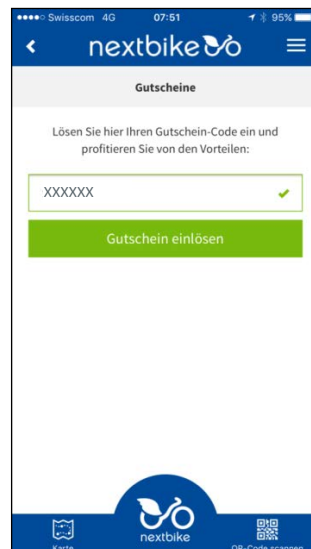 Swisscom 4G 07:51 95%
nextbike
Gutscheine
Lösen Sie hier Ihren Gutschein-Code ein und
profitieren Sie von den Vorteilen:
XXXXXX
Gutschein einlösen
nextbike
Karte QR-Code scannen